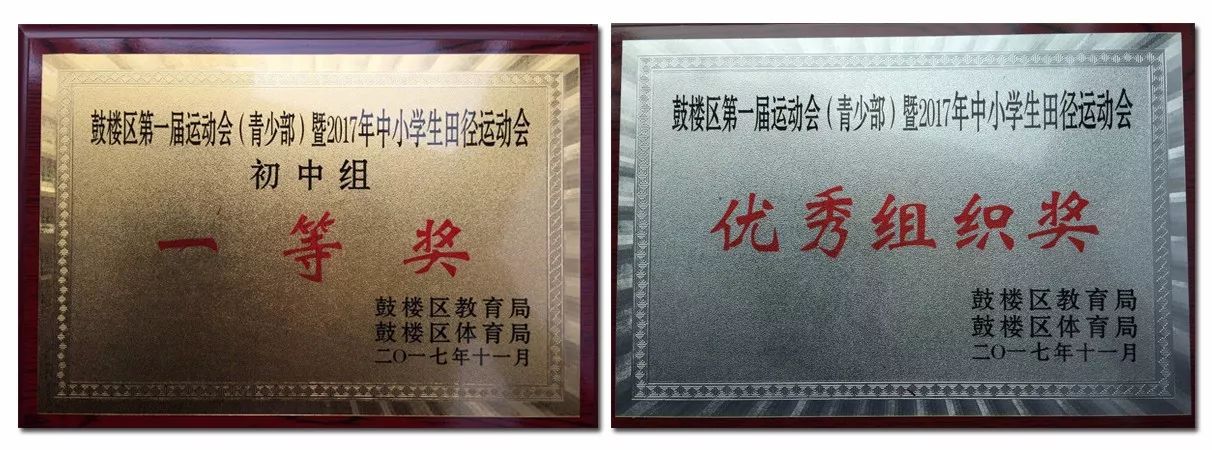 鼓楼区第一届运动会（青少部）暨2017年中小学生田径运动会
初中组
一等奖
鼓楼区教育局
鼓楼区体育局
二〇一七年十一月
鼓楼区第一届运动会（青少部）暨2017年中小学生田径运动会
优秀组织奖
鼓楼区教育局
鼓楼区体育局
二〇一七年十一月